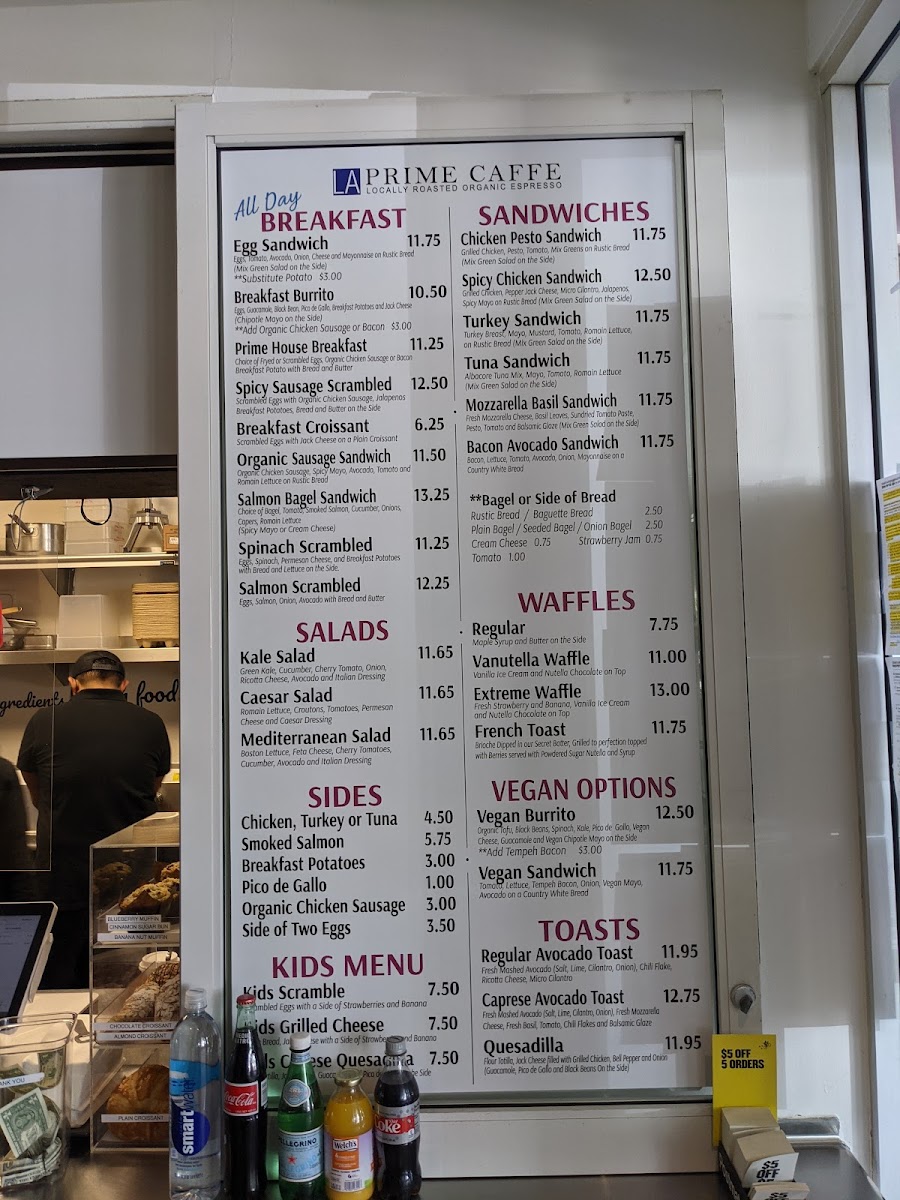 LA PRIME CAFFE
LOCALLY ROASTED ORGANIC ESPRESSO
All Day
BREAKFAST
Egg Sandwich 11.75
Eggs, Tomato, Avocado, Onion, Cheese and Mayonnaise on Rustic Bread
(Mix Green Salad on the Side)
**Substitute Potato $3.00
Breakfast Burrito 10.50
Eggs, Guacamole, Black Bean, Pico de Gallo, Breakfast Potatoes and Jack Cheese
(Chipotle Mayo on the Side)
**Add Organic Chicken Sausage or Bacon $3.00
Prime House Breakfast 11.25
Choice of Fryed or Scrambled Eggs, Organic Chicken Sausage or Bacon
Breakfast Potato with Bread and Butter
Spicy Sausage Scrambled 12.50
Scrambled Eggs with Organic Chicken Sausage, Jalapenos
Breakfast Potatoes, Bread and Butter on the Side
Breakfast Croissant 6.25
Scrambled Eggs with Jack Cheese on a Plain Croissant
Organic Sausage Sandwich 11.50
Organic Chicken Sausage, Spicy Mayo, Avocado, Tomato and
Romain Lettuce on Rustic Bread
Salmon Bagel Sandwich 13.25
Choice of Bagel, Tomato, Smoked Salmon, Cucumber, Onions,
Capers, Romain Lettuce
(Spicy Mayo or Cream Cheese)
Spinach Scrambled 11.25
Eggs, Spinach, Permesan Cheese, and Breakfast Potatoes
with Bread and Lettuce on the Side.
Salmon Scrambled 12.25
Eggs, Salmon, Onion, Avocado with Bread and Butter
SALADS
Kale Salad 11.65
Green Kale, Cucumber, Cherry Tomato, Onion,
Ricotta Cheese, Avocado and Italian Dressing
Caesar Salad 11.65
Romain Lettuce, Croutons, Tomatoes, Permesan
Cheese and Caesar Dressing
Mediterranean Salad 11.65
Boston Lettuce, Feta Cheese, Cherry Tomatoes,
Cucumber, Avocado and Italian Dressing
SIDES
Chicken, Turkey or Tuna 4.50
Smoked Salmon 5.75
Breakfast Potatoes 3.00
Pico de Gallo 1.00
Organic Chicken Sausage 3.00
Side of Two Eggs 3.50
KIDS MENU
Kids Scramble 7.50
Scrambled Eggs with a Side of Strawberries and Banana
Kids Grilled Cheese 7.50
Bread, Jack Cheese with a Side of Strawberries and Banana
Kids Cheese Quesadilla 7.50
SANDWICHES
Chicken Pesto Sandwich 11.75
Grilled Chicken, Pesto, Tomato, Mix Greens on Rustic Bread
(Mix Green Salad on the Side)
Spicy Chicken Sandwich 12.50
Grilled Chicken, Pepper Jack Cheese, Micro Cilantro, Jalapenos,
Spicy Mayo on Rustic Bread (Mix Green Salad on the Side)
Turkey Sandwich 11.75
Turkey Breast, Mayo, Mustard, Tomato, Romain Lettuce,
on Rustic Bread (Mix Green Salad on the Side)
Tuna Sandwich 11.75
Albacore Tuna Mix, Mayo, Tomato, Romain Lettuce
(Mix Green Salad on the Side)
Mozzarella Basil Sandwich 11.75
Fresh Mozzarella Cheese, Basil Leaves, Sundried Tomato Paste,
Pesto, Tomato and Balsamic Glaze (Mix Green Salad on the Side)
Bacon Avocado Sandwich 11.75
Bacon, Lettuce, Tomato, Avocado, Onion, Mayonnaise on a
Country White Bread
**Bagel or Side of Bread
Rustic Bread / Baguette Bread 2.50
Plain Bagel / Seeded Bagel / Onion Bagel 2.50
Cream Cheese 0.75 Strawberry Jam 0.75
Tomato 1.00
WAFFLES
Regular 7.75
Maple Syrup and Butter on the Side
Vanutella Waffle 11.00
Vanilla Ice Cream and Nutella Chocolate on Top
Extreme Waffle 13.00
Fresh Strawberry and Banana, Vanilla Ice Cream
and Nutella Chocolate on Top
French Toast 11.75
Brioche Dipped in our Secret Batter, Grilled to perfection topped
with Berries served with Powdered Sugar Nutella and Syrup
VEGAN OPTIONS
Vegan Burrito 12.50
Organic Tofu, Black Beans, Spinach, Kale, Pico de Gallo, Vegan
Cheese, Guacamole and Vegan Chipotle Mayo on the Side
**Add Tempeh Bacon $3.00
Vegan Sandwich 11.75
Tomato, Lettuce, Tempeh Bacon, Onion, Vegan Mayo,
Avocado on a Country White Bread
TOASTS
Regular Avocado Toast 11.95
Fresh Mashed Avocado (Salt, Lime, Cilantro, Onion), Chili Flake,
Ricotta Cheese, Micro Cilantro
Caprese Avocado Toast 12.75
Fresh Mashed Avocado (Salt, Lime, Cilantro, Onion), Fresh Mozzarella
Cheese, Fresh Basil, Tomato, Chili Flakes and Balsamic Glaze
Quesadilla 11.95
Flour Totilla, Jack Cheese filled with Grilled Chicken, Bell Pepper and Onion
(Guacamole, Pico de Gallo and Black Beans On the Side)
food
BLUEBERRY MUFFIN
CINNAMON SUGAR BUN
BANANA NUT MUFFIN
CHOCOLATE CROISSANT
ALMOND CROISSANT
PLAIN CROISSANT
THANK YOU
smartwater
Coca-Cola
S.PELLEGRINO
Welch's
Coke
$5 OFF
5 ORDERS
$5
OFF
$5